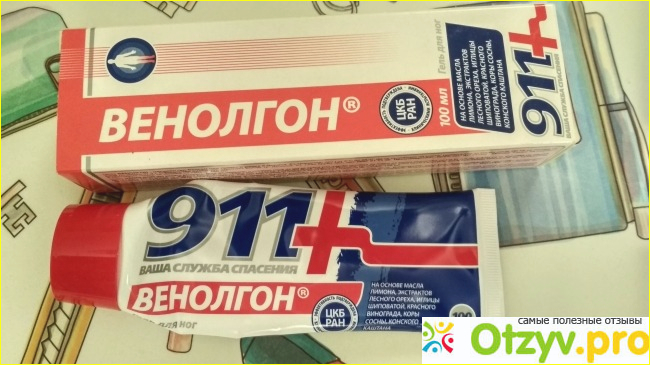 ВЕНОЛГОН®
ЦКБ
РАН
100 мл
Гель для ног
НА ОСНОВЕ МАСЛА
ЛИМОНА, ЭКСТРАКТОВ
ЛЕСНОГО ОРЕХА, ИГЛИЦЫ
ШИПОВАТОЙ, КРАСНОГО
ВИНОГРАДА, КОРЫ СОСНЫ,
КОНСКОГО КАШТАНА
911+
ВАША СЛУЖБА СПАСЕНИЯ
911+
ВАША СЛУЖБА СПАСЕНИЯ
ВЕНОЛГОН®
для ног
ЦКБ
РАН
НА ОСНОВЕ МАСЛА
ЛИМОНА, ЭКСТРАКТОВ
ЛЕСНОГО ОРЕХА, ИГЛИЦЫ
ШИПОВАТОЙ, КРАСНОГО
ВИНОГРАДА, КОРЫ
СОСНЫ, КОНСКОГО
КАШТАНА
100
самые полезные отзывы
Otzyv.pro